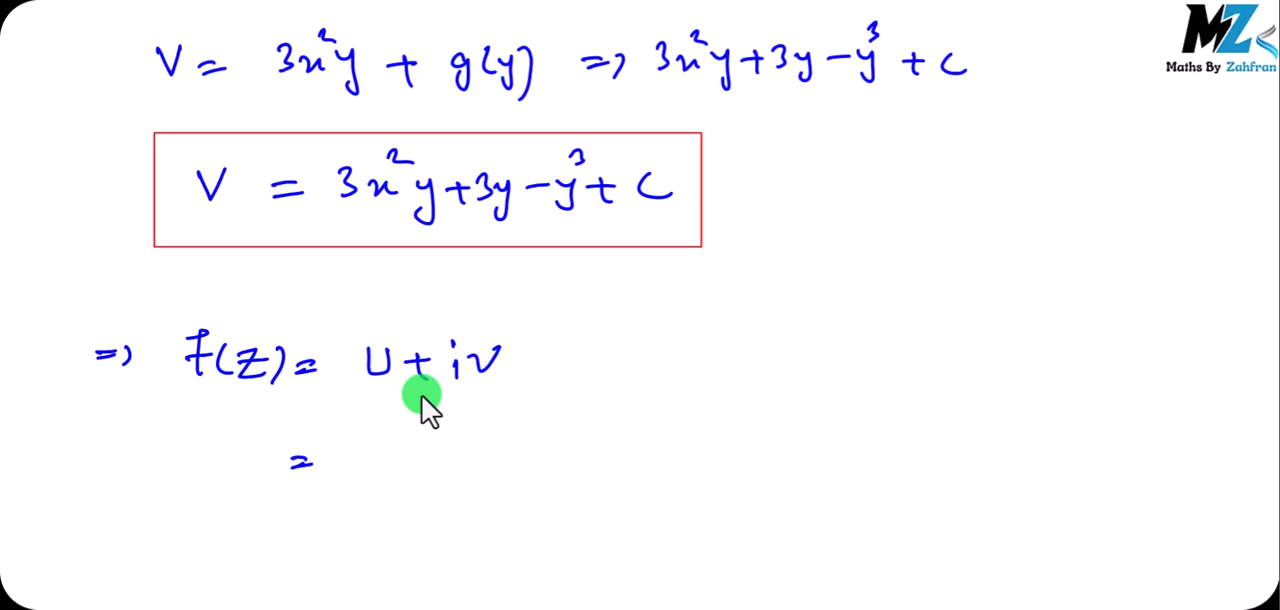 MZ
Maths By Zahfran
V = 3x²y + g(y) => 3x²y+3y-y³+c
V = 3x²y+3y-y³+c
=> f(z)= U+iv
=